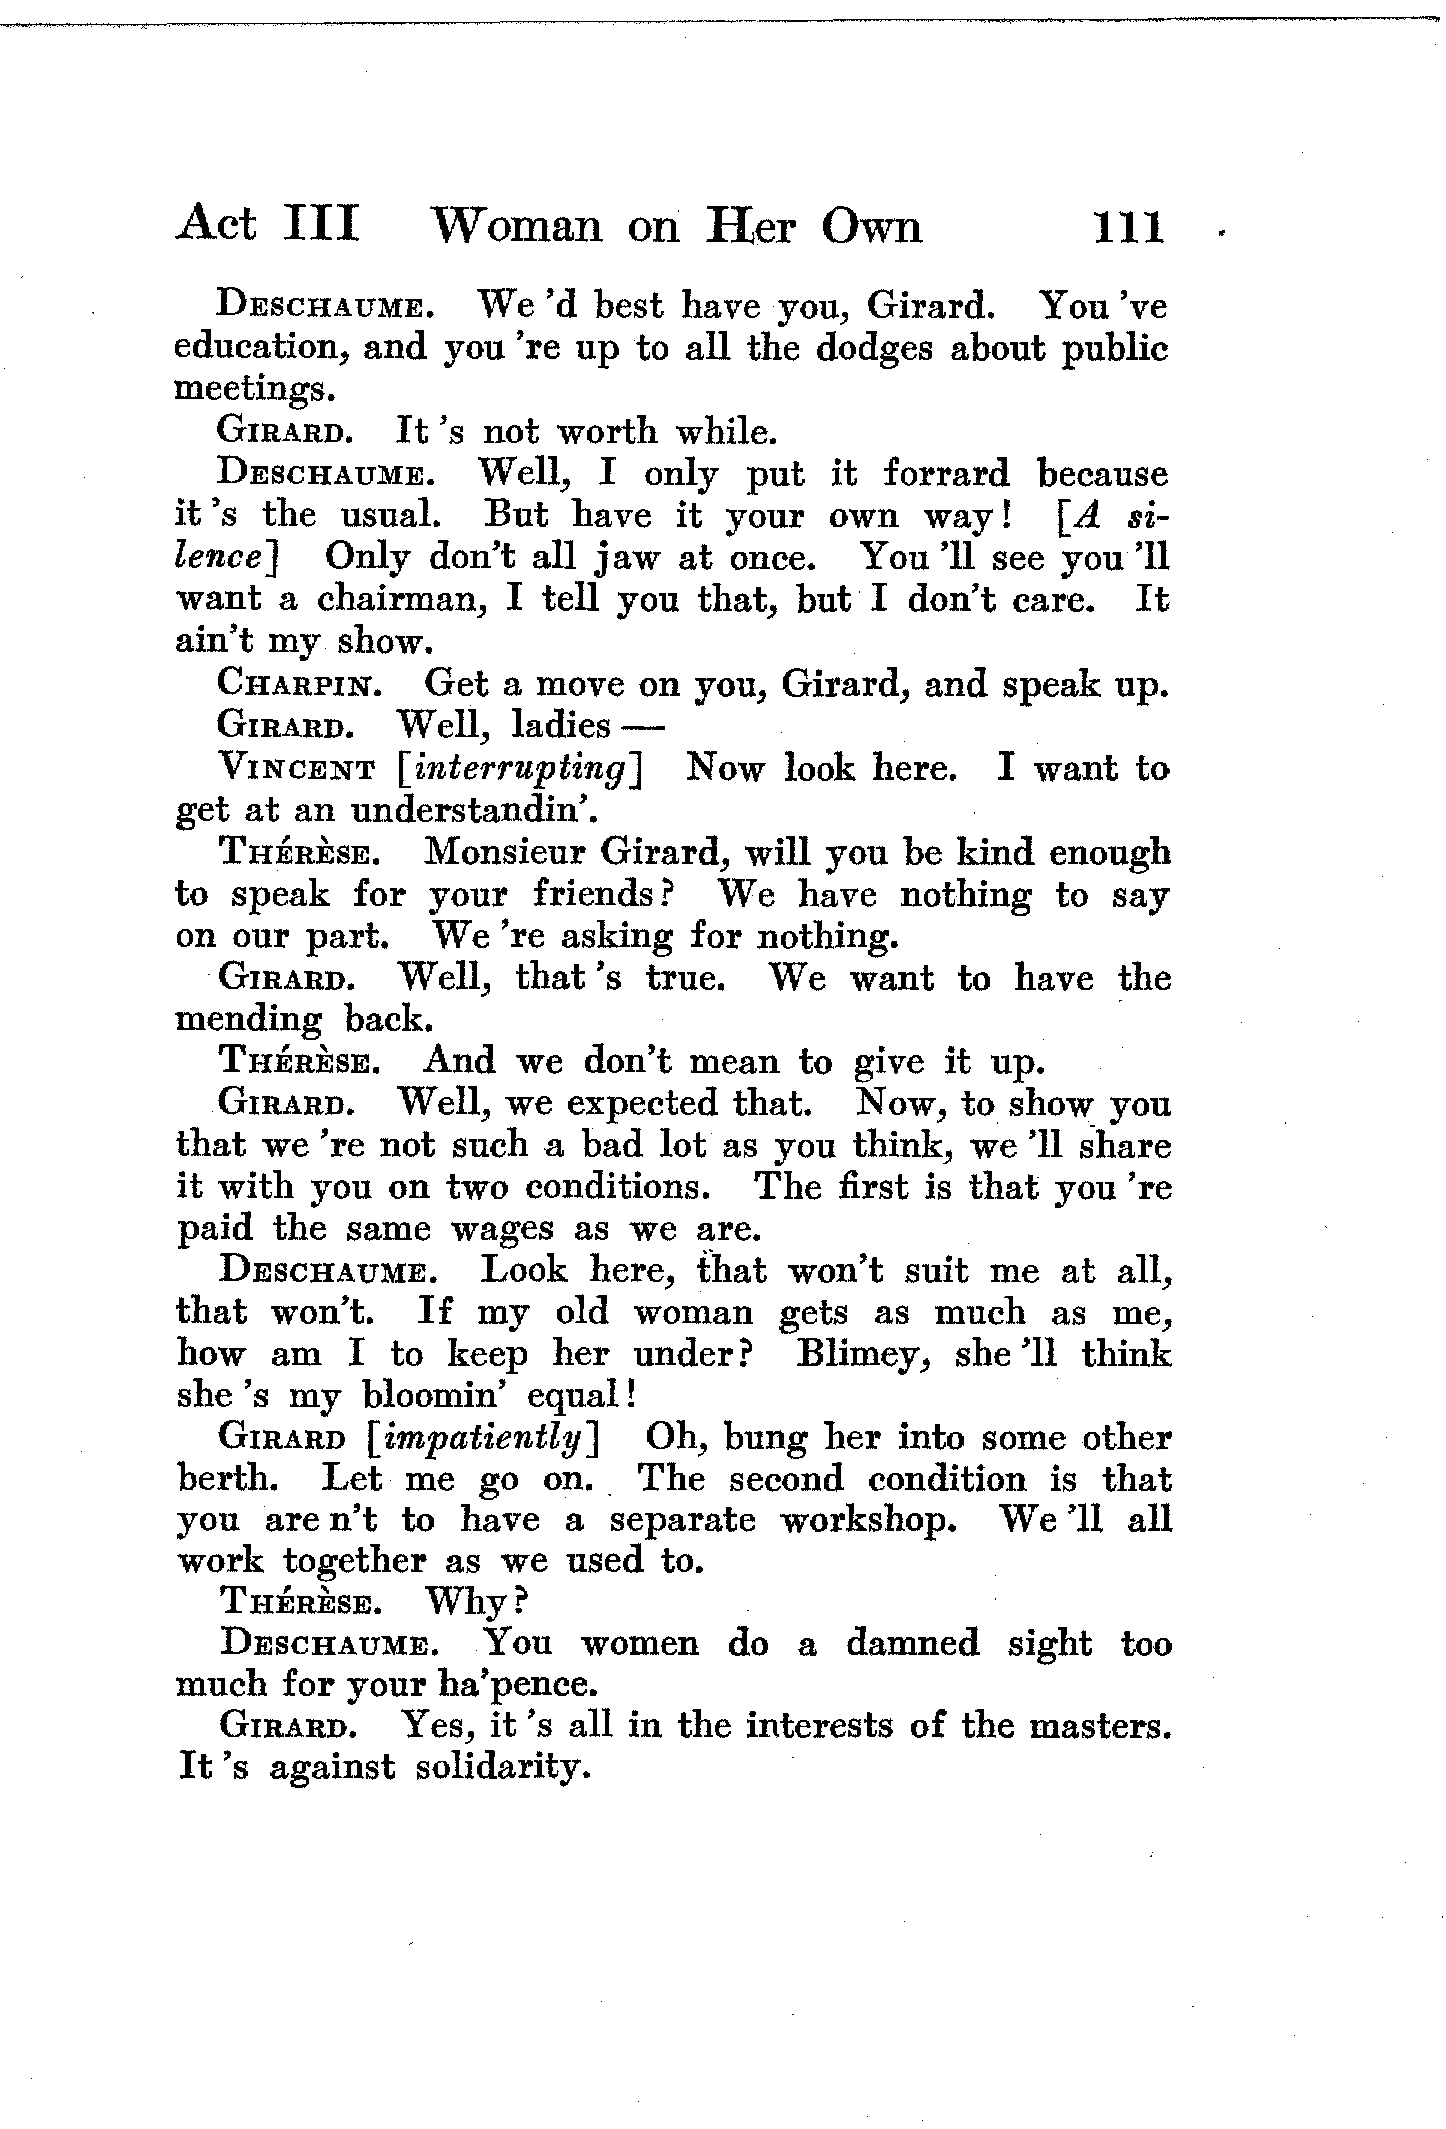 Act III Woman on Her Own 111
DESCHAUME. We 'd best have you, Girard. You 've
education, and you 're up to all the dodges about public
meetings.
GIRARD. It 's not worth while.
DESCHAUME. Well, I only put it forrard because
it 's the usual. But have it your own way! [A si-
lence] Only don't all jaw at once. You 'll see you 'll
want a chairman, I tell you that, but I don't care. It
ain't my show.
CHARPIN. Get a move on you, Girard, and speak up.
GIRARD. Well, ladies —
VINCENT [interrupting] Now look here. I want to
get at an understandin'.
THÉRÈSE. Monsieur Girard, will you be kind enough
to speak for your friends? We have nothing to say
on our part. We 're asking for nothing.
GIRARD. Well, that 's true. We want to have the
mending back.
THÉRÈSE. And we don't mean to give it up.
GIRARD. Well, we expected that. Now, to show you
that we 're not such a bad lot as you think, we 'll share
it with you on two conditions. The first is that you 're
paid the same wages as we are.
DESCHAUME. Look here, that won't suit me at all,
that won't. If my old woman gets as much as me,
how am I to keep her under? Blimey, she 'll think
she 's my bloomin' equal!
GIRARD [impatiently] Oh, bung her into some other
berth. Let me go on. The second condition is that
you are n't to have a separate workshop. We 'll all
work together as we used to.
THÉRÈSE. Why?
DESCHAUME. You women do a damned sight too
much for your ha'pence.
GIRARD. Yes, it 's all in the interests of the masters.
It 's against solidarity.